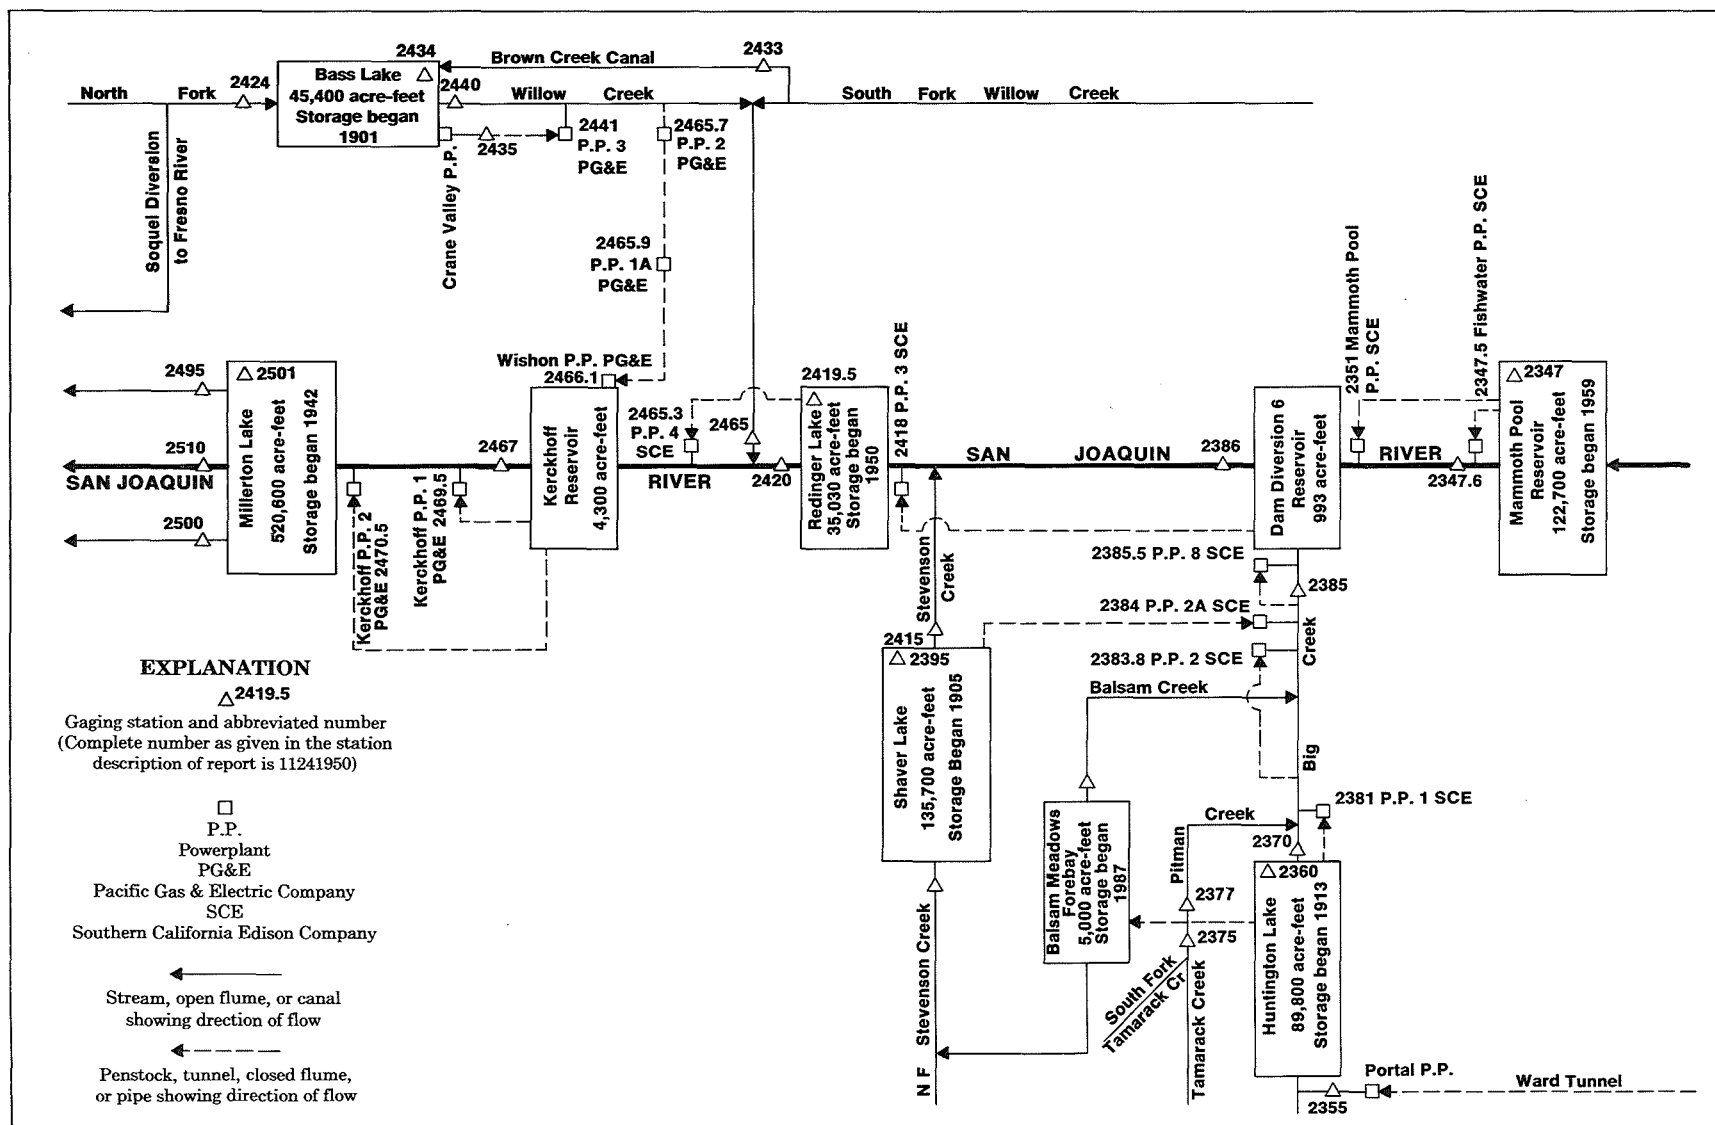 2434
Brown Creek Canal
2433
North
Fork
2424
Bass Lake
45,400 acre-feet
Storage began
1901
2440
Willow
Creek
South Fork Willow Creek
2435
2441
P.P. 3
PG&E
2465.7
P.P. 2
PG&E
Crane Valley P.P.
Soquel Diversion
to Fresno River
2465.9
P.P. 1A
PG&E
Wishon P.P. PG&E
2466.1
2495
2501
Millerton Lake
520,600 acre-feet
Storage began 1942
2510
SAN JOAQUIN
2500
2467
Kerckhoff P.P. 2
PG&E 2470.5
Kerckhoff P.P. 1
PG&E 2469.5
Kerckhoff
Reservoir
4,300 acre-feet
2465.3
P.P. 4
SCE
RIVER
2465
2420
2419.5
Redinger Lake
35,030 acre-feet
Storage began
1950
2418 P.P. 3 SCE
SAN
JOAQUIN
2386
Dam Diversion 6
Reservoir
993 acre-feet
2351 Mammoth Pool
P.P. SCE
RIVER
2347.6
2347.5 Fishwater P.P. SCE
2347
Mammoth Pool
Reservoir
122,700 acre-feet
Storage began 1959
Stevenson
Creek
2385.5 P.P. 8 SCE
2385
2384 P.P. 2A SCE
2383.8 P.P. 2 SCE
Creek
Big
Balsam Creek
2415
2395
Shaver Lake
135,700 acre-feet
Storage Began 1905
N F Stevenson Creek
Balsam Meadows
Forebay
5,000 acre-feet
Storage began
1987
Pitman
Creek
2381 P.P. 1 SCE
2370
2377
2375
South Fork
Tamarack Cr
Tamarack Creek
2360
Huntington Lake
89,800 acre-feet
Storage began 1913
Portal P.P.
Ward Tunnel
2355
EXPLANATION
2419.5
Gaging station and abbreviated number
(Complete number as given in the station
description of report is 11241950)
P.P.
Powerplant
PG&E
Pacific Gas & Electric Company
SCE
Southern California Edison Company
Stream, open flume, or canal
showing direction of flow
Penstock, tunnel, closed flume,
or pipe showing direction of flow